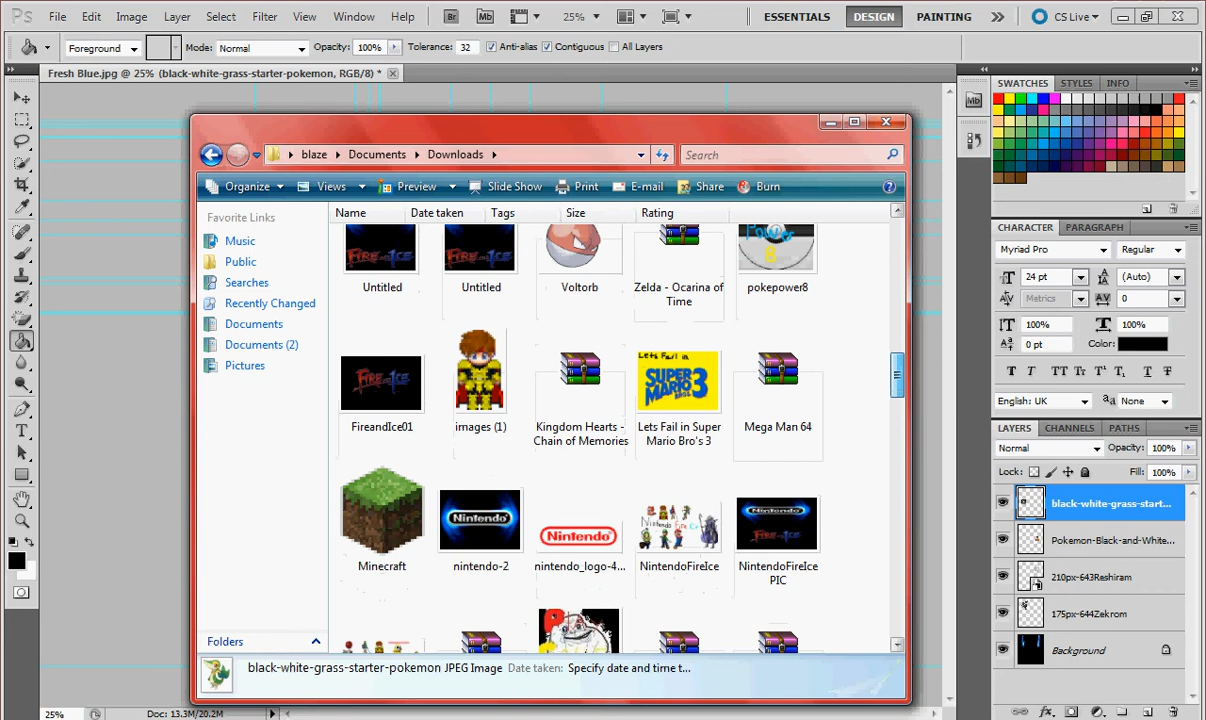 Ps File Edit Image Layer Select Filter View Window Help Br Mb 25% ESSENTIALS DESIGN PAINTING CS Live
Foreground Mode: Normal Opacity: 100% Tolerance: 32 Anti-alias Contiguous All Layers
Fresh Blue.jpg @ 25% (black-white-grass-starter-pokemon, RGB/8) *
blaze Documents Downloads Search
Organize Views Preview Slide Show Print E-mail Share Burn
Favorite Links
Music
Public
Searches
Recently Changed
Documents
Documents (2)
Pictures
Folders
Name Date taken Tags Size Rating
Untitled Untitled Voltorb Zelda - Ocarina of pokepower8
Time
FireandIce01 images (1) Kingdom Hearts - Lets Fail in Super Mega Man 64
Chain of Memories Mario Bro's 3
Lets Fail in
SUPER
MARIO
3
Nintendo
Nintendo
Nintendo
Minecraft nintendo-2 nintendo_logo-4... NintendoFireIce NintendoFireIce
PIC
black-white-grass-starter-pokemon JPEG Image Date taken: Specify date and time t...
Mb
SWATCHES STYLES INFO
CHARACTER PARAGRAPH
Myriad Pro Regular
24 pt (Auto)
Metrics 0
100% 100%
0 pt Color:
T T TT Tr T¹ T₁ T T
English: UK aa None
LAYERS CHANNELS PATHS
Normal Opacity: 100%
Lock: Fill: 100%
black-white-grass-start...
Pokemon-Black-and-White...
210px-643Reshiram
175px-644Zekrom
Background
25% Doc: 13.3M/20.2M